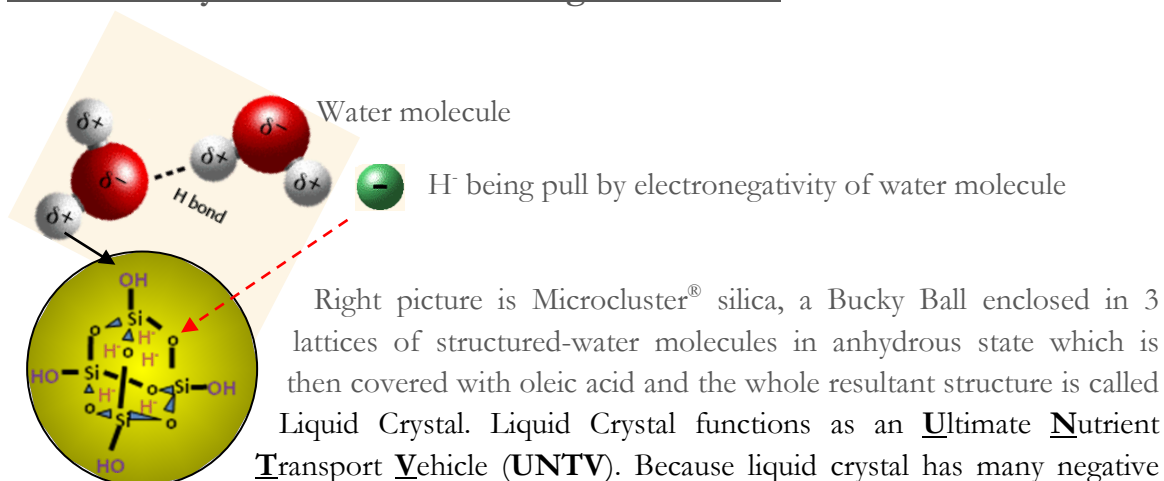 Water molecule
δ+
δ-
δ-
δ+
δ+
δ+
H bond
-
H- being pull by electronegativity of water molecule
OH
Si
o
o
H-
H-
o
H-
HO
Si
o
Si
OH
H-
H-
o
Si
o
HO
Right picture is Microcluster® silica, a Bucky Ball enclosed in 3
lattices of structured-water molecules in anhydrous state which is
then covered with oleic acid and the whole resultant structure is called
Liquid Crystal. Liquid Crystal functions as an Ultimate Nutrient
Transport Vehicle (UNTV). Because liquid crystal has many negative